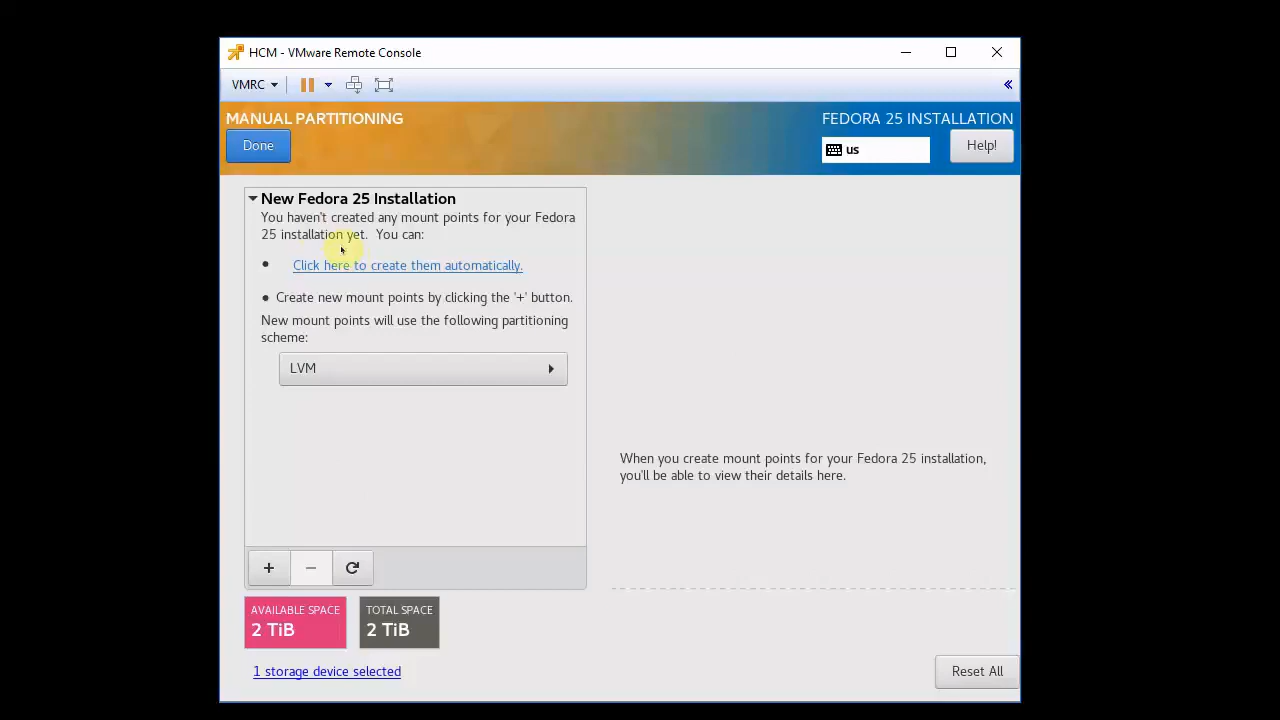 HCM - VMware Remote Console
VMRC
MANUAL PARTITIONING
FEDORA 25 INSTALLATION
Done
us
Help!
New Fedora 25 Installation
You haven't created any mount points for your Fedora
25 installation yet.  You can:
• Click here to create them automatically.
• Create new mount points by clicking the '+' button.
New mount points will use the following partitioning
scheme:
LVM
When you create mount points for your Fedora 25 installation,
you'll be able to view their details here.
AVAILABLE SPACE
2 TiB
TOTAL SPACE
2 TiB
1 storage device selected
Reset All